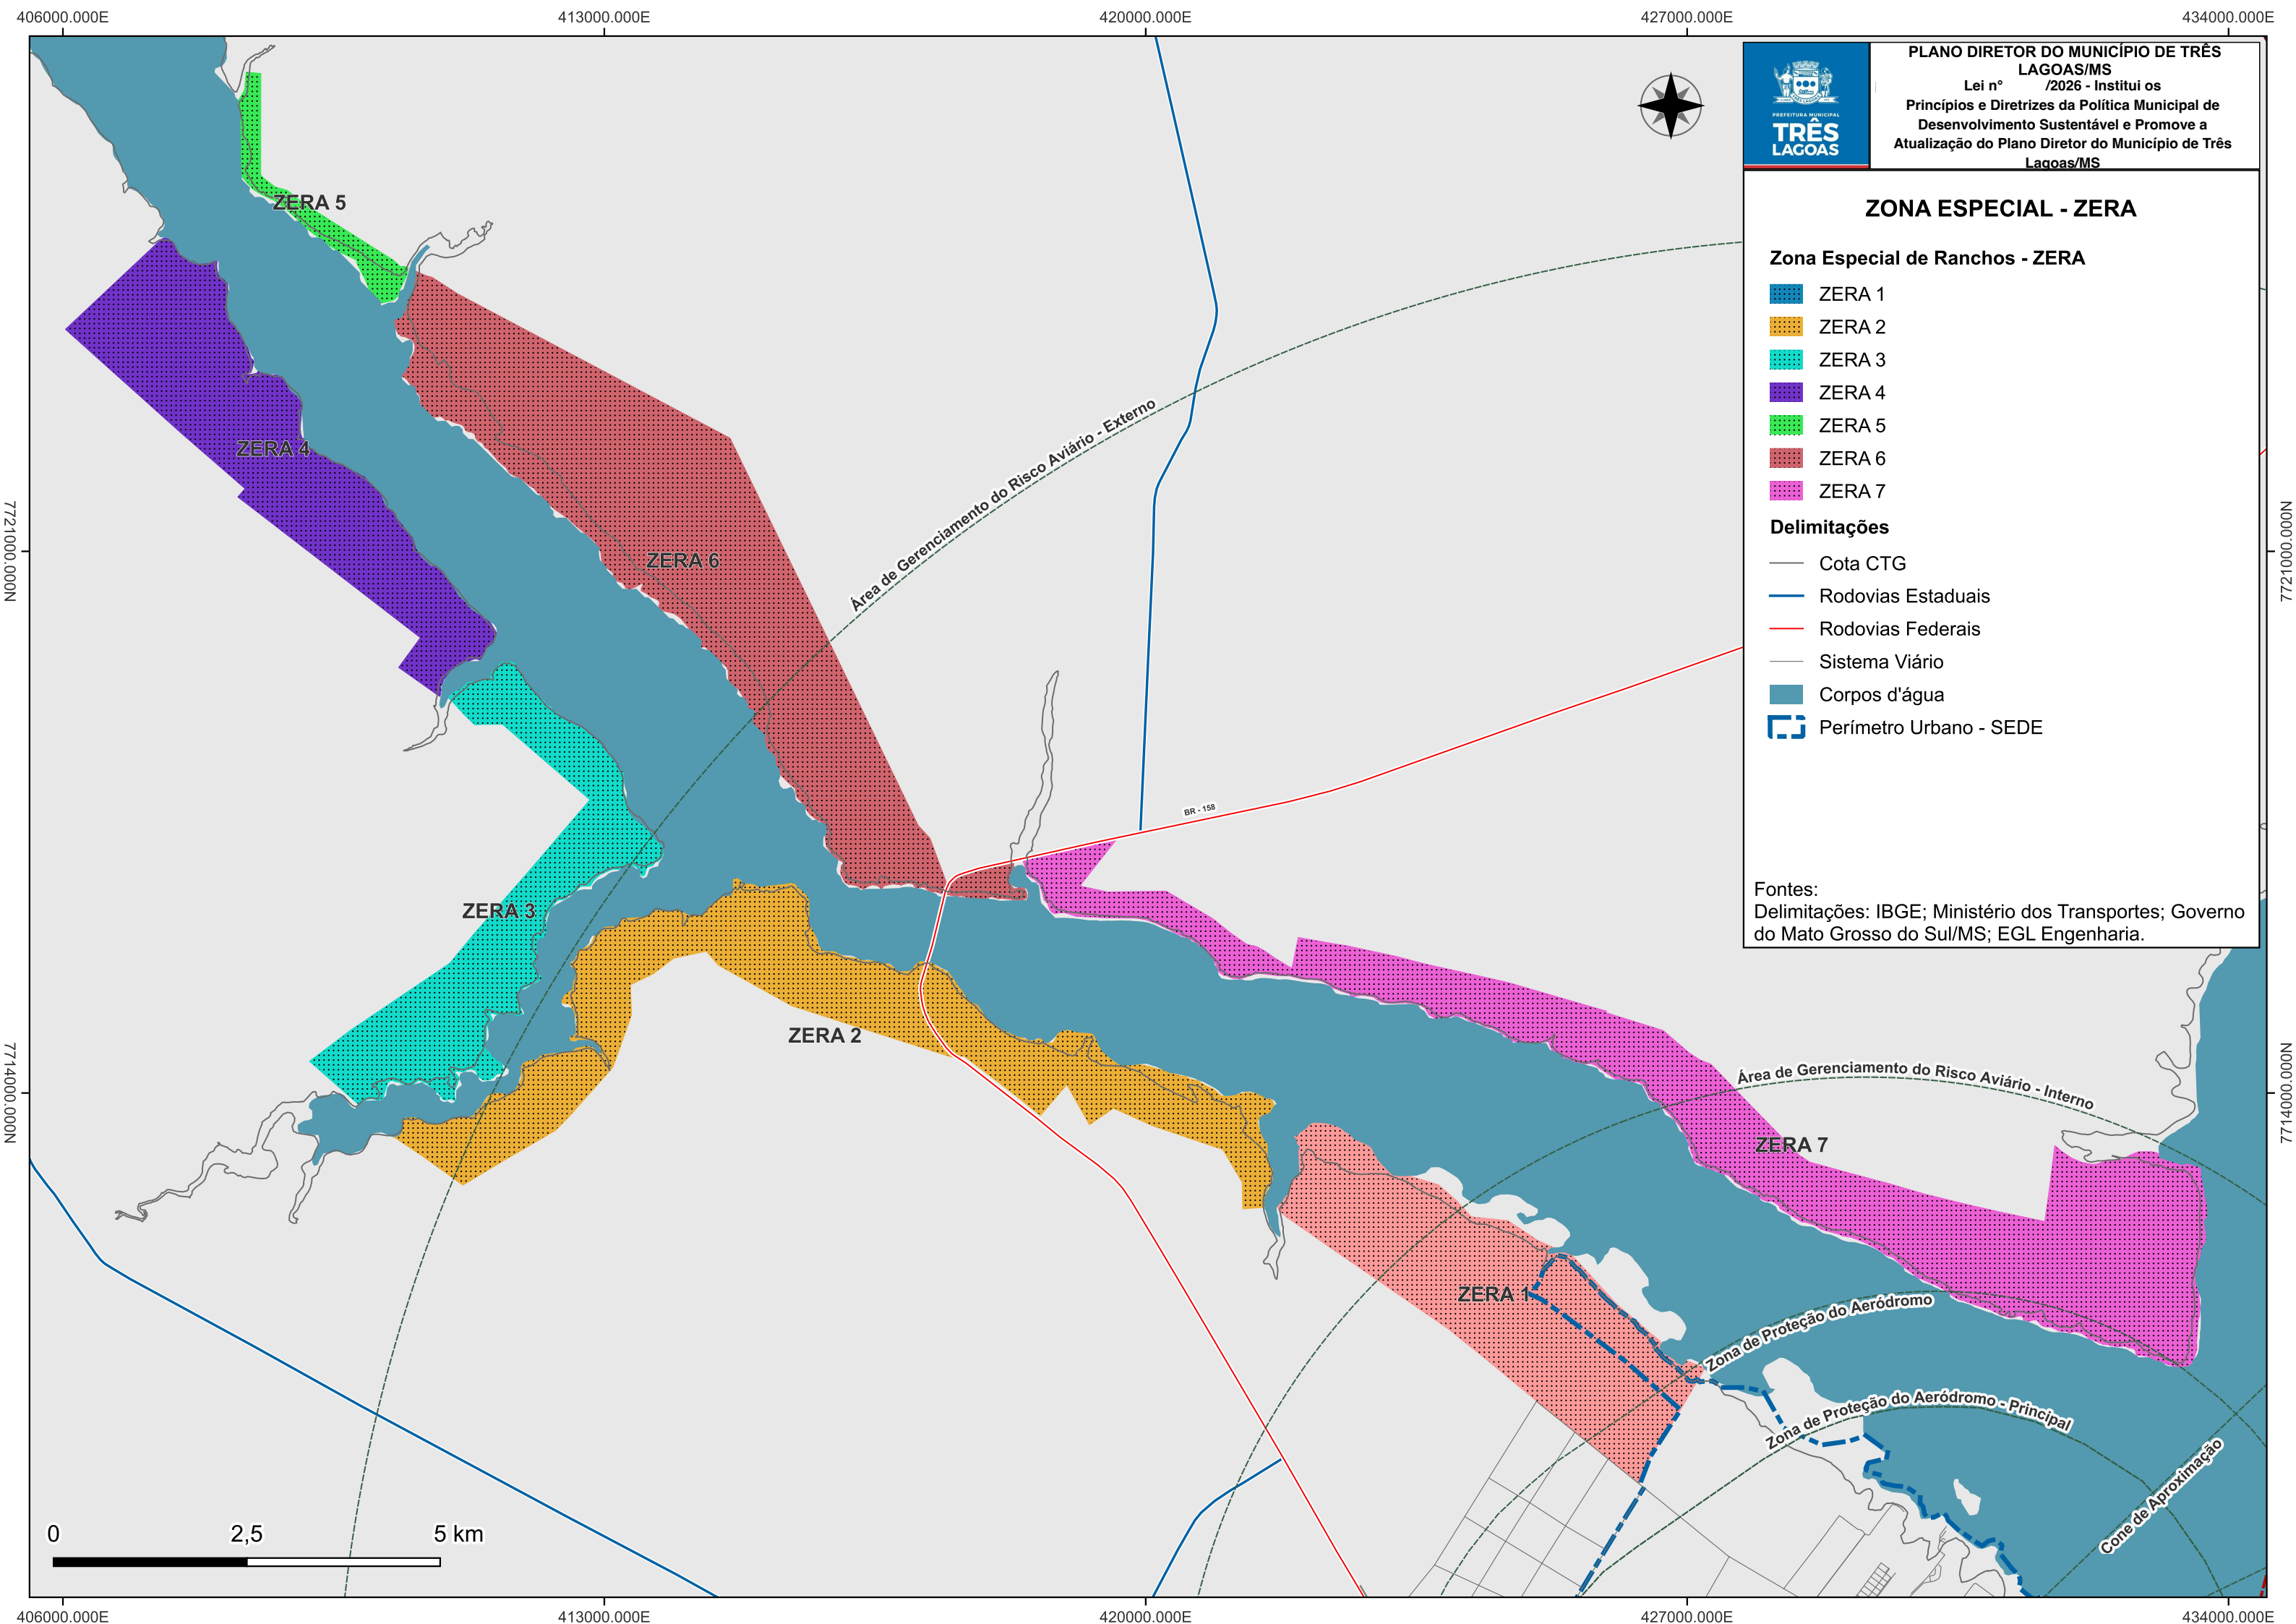 406000.000E
413000.000E
420000.000E
427000.000E
434000.000E
PREFEITURA MUNICIPAL
TRÊS
LAGOAS
PLANO DIRETOR DO MUNICÍPIO DE TRÊS
LAGOAS/MS
Lei n° /2026 - Institui os
Princípios e Diretrizes da Política Municipal de
Desenvolvimento Sustentável e Promove a
Atualização do Plano Diretor do Município de Três
Lagoas/MS
ZONA ESPECIAL - ZERA
Zona Especial de Ranchos - ZERA
ZERA 1
ZERA 2
ZERA 3
ZERA 4
ZERA 5
ZERA 6
ZERA 7
Delimitações
Cota CTG
Rodovias Estaduais
Rodovias Federais
Sistema Viário
Corpos d'água
Perímetro Urbano - SEDE
Fontes:
Delimitações: IBGE; Ministério dos Transportes; Governo
do Mato Grosso do Sul/MS; EGL Engenharia.
ZERA 5
ZERA 4
ZERA 6
Área de Gerenciamento do Risco Aviário - Externo
7721000.000N
7721000.000N
BR - 158
ZERA 3
ZERA 2
Área de Gerenciamento do Risco Aviário - Interno
7714000.000N
7714000.000N
ZERA 7
ZERA 1
Zona de Proteção do Aeródromo
Zona de Proteção do Aeródromo - Principal
Cone de Aproximação
0
2,5
5 km
406000.000E
413000.000E
420000.000E
427000.000E
434000.000E